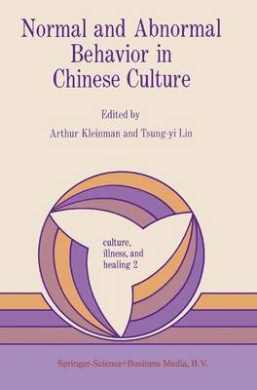 Normal and Abnormal
Behavior in
Chinese Culture
Edited by
Arthur Kleinman and Tsung-yi Lin
culture,
illness, and
healing 2
Springer-Science+Business Media, B.V.